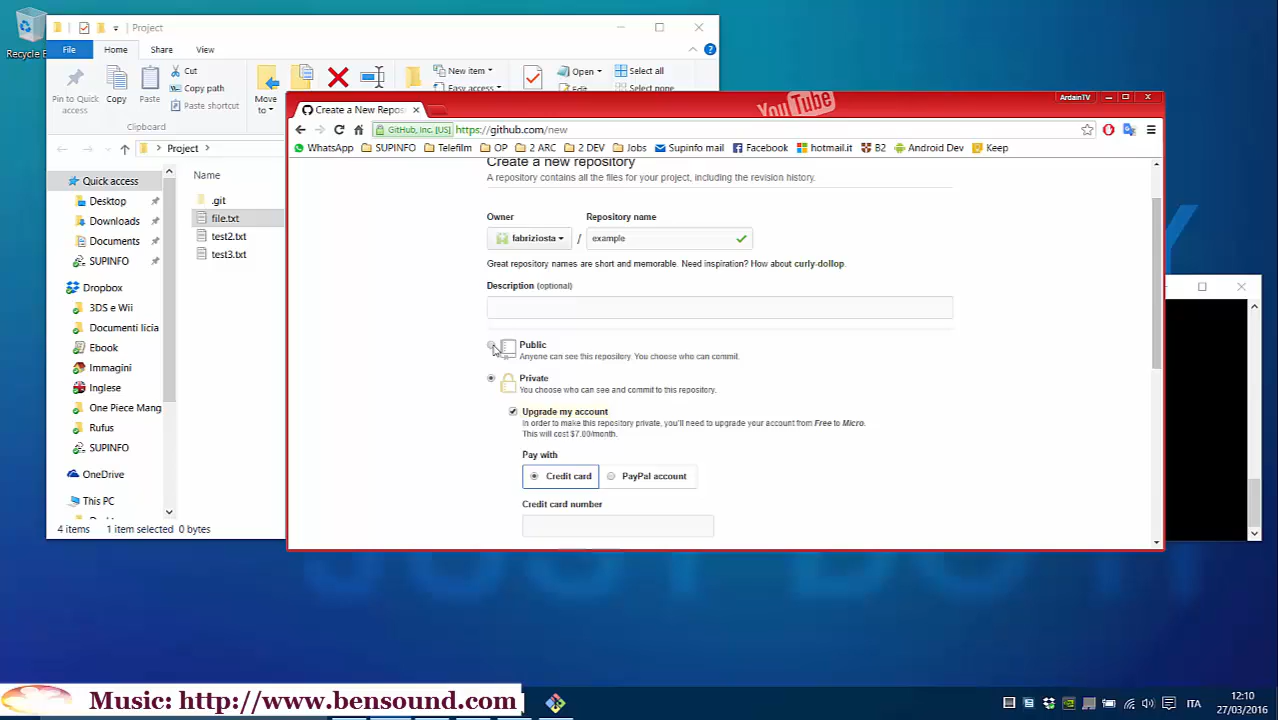 Recycle B
Project
File
Home
Share
View
Pin to Quick access
Copy
Paste
Cut
Copy path
Paste shortcut
Clipboard
Move to
New item
Easy access
Open
Edit
Select all
Select none
Project
Quick access
Desktop
Downloads
Documents
SUPINFO
Dropbox
3DS e Wii
Documenti licia
Ebook
Immagini
Inglese
One Piece Mang
Rufus
SUPINFO
OneDrive
This PC
Name
.git
file.txt
test2.txt
test3.txt
4 items 1 item selected 0 bytes
YouTube
ArdainTV
Create a New Repos
GitHub, Inc. [US] https://github.com/new
WhatsApp SUPINFO Telefilm OP 2 ARC 2 DEV Jobs Supinfo mail Facebook hotmail.it B2 Android Dev Keep
Create a new repository
A repository contains all the files for your project, including the revision history.
Owner Repository name
fabriziosta / example
Great repository names are short and memorable. Need inspiration? How about curly-dollop.
Description (optional)
Public
Anyone can see this repository. You choose who can commit.
Private
You choose who can see and commit to this repository.
Upgrade my account
In order to make this repository private, you'll need to upgrade your account from Free to Micro.
This will cost $7.00/month.
Pay with
Credit card PayPal account
Credit card number
JUST DO IT
Music: http://www.bensound.com
ITA
12:10
27/03/2016